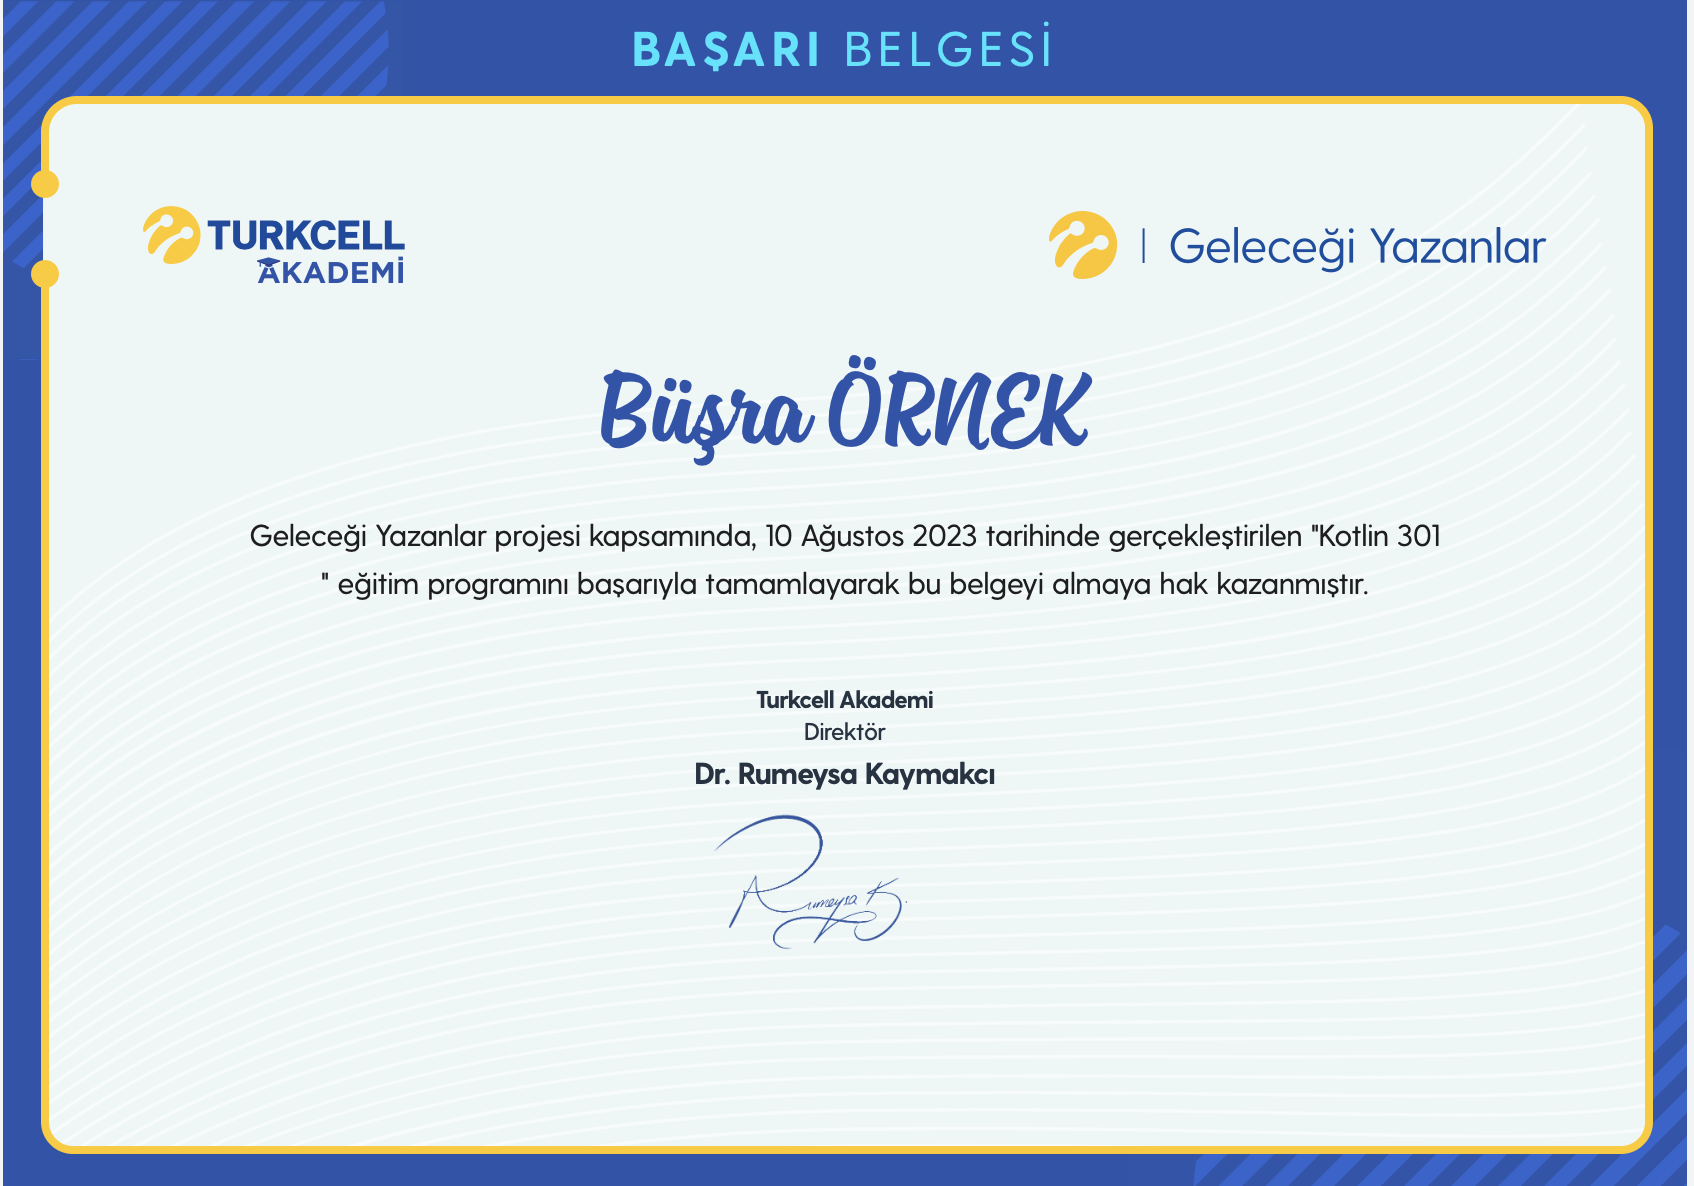 BAŞARI BELGESİ
TURKCELL
AKADEMİ
| Geleceği Yazanlar
Büşra ÖRNEK
Geleceği Yazanlar projesi kapsamında, 10 Ağustos 2023 tarihinde gerçekleştirilen "Kotlin 301
" eğitim programını başarıyla tamamlayarak bu belgeyi almaya hak kazanmıştır.
Turkcell Akademi
Direktör
Dr. Rumeysa Kaymakcı
Rumeysa K.